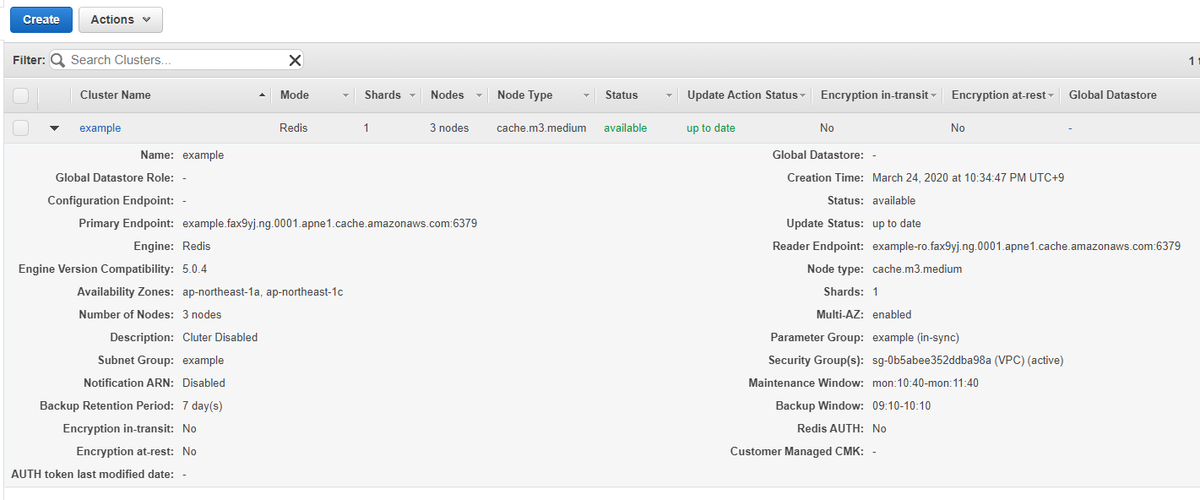 Create Actions
Filter: Search Clusters... 1
Cluster Name Mode Shards Nodes Node Type Status Update Action Status Encryption in-transit Encryption at-rest Global Datastore
example Redis 1 3 nodes cache.m3.medium available up to date No No -
Name: example Global Datastore: -
Global Datastore Role: - Creation Time: March 24, 2020 at 10:34:47 PM UTC+9
Configuration Endpoint: - Status: available
Primary Endpoint: example.fax9yj.ng.0001.apne1.cache.amazonaws.com:6379 Update Status: up to date
Engine: Redis Reader Endpoint: example-ro.fax9yj.ng.0001.apne1.cache.amazonaws.com:6379
Engine Version Compatibility: 5.0.4 Node type: cache.m3.medium
Availability Zones: ap-northeast-1a, ap-northeast-1c Shards: 1
Number of Nodes: 3 nodes Multi-AZ: enabled
Description: Cluter Disabled Parameter Group: example (in-sync)
Subnet Group: example Security Group(s): sg-0b5abee352ddba98a (VPC) (active)
Notification ARN: Disabled Maintenance Window: mon:10:40-mon:11:40
Backup Retention Period: 7 day(s) Backup Window: 09:10-10:10
Encryption in-transit: No Redis AUTH: No
Encryption at-rest: No Customer Managed CMK: -
AUTH token last modified date: -